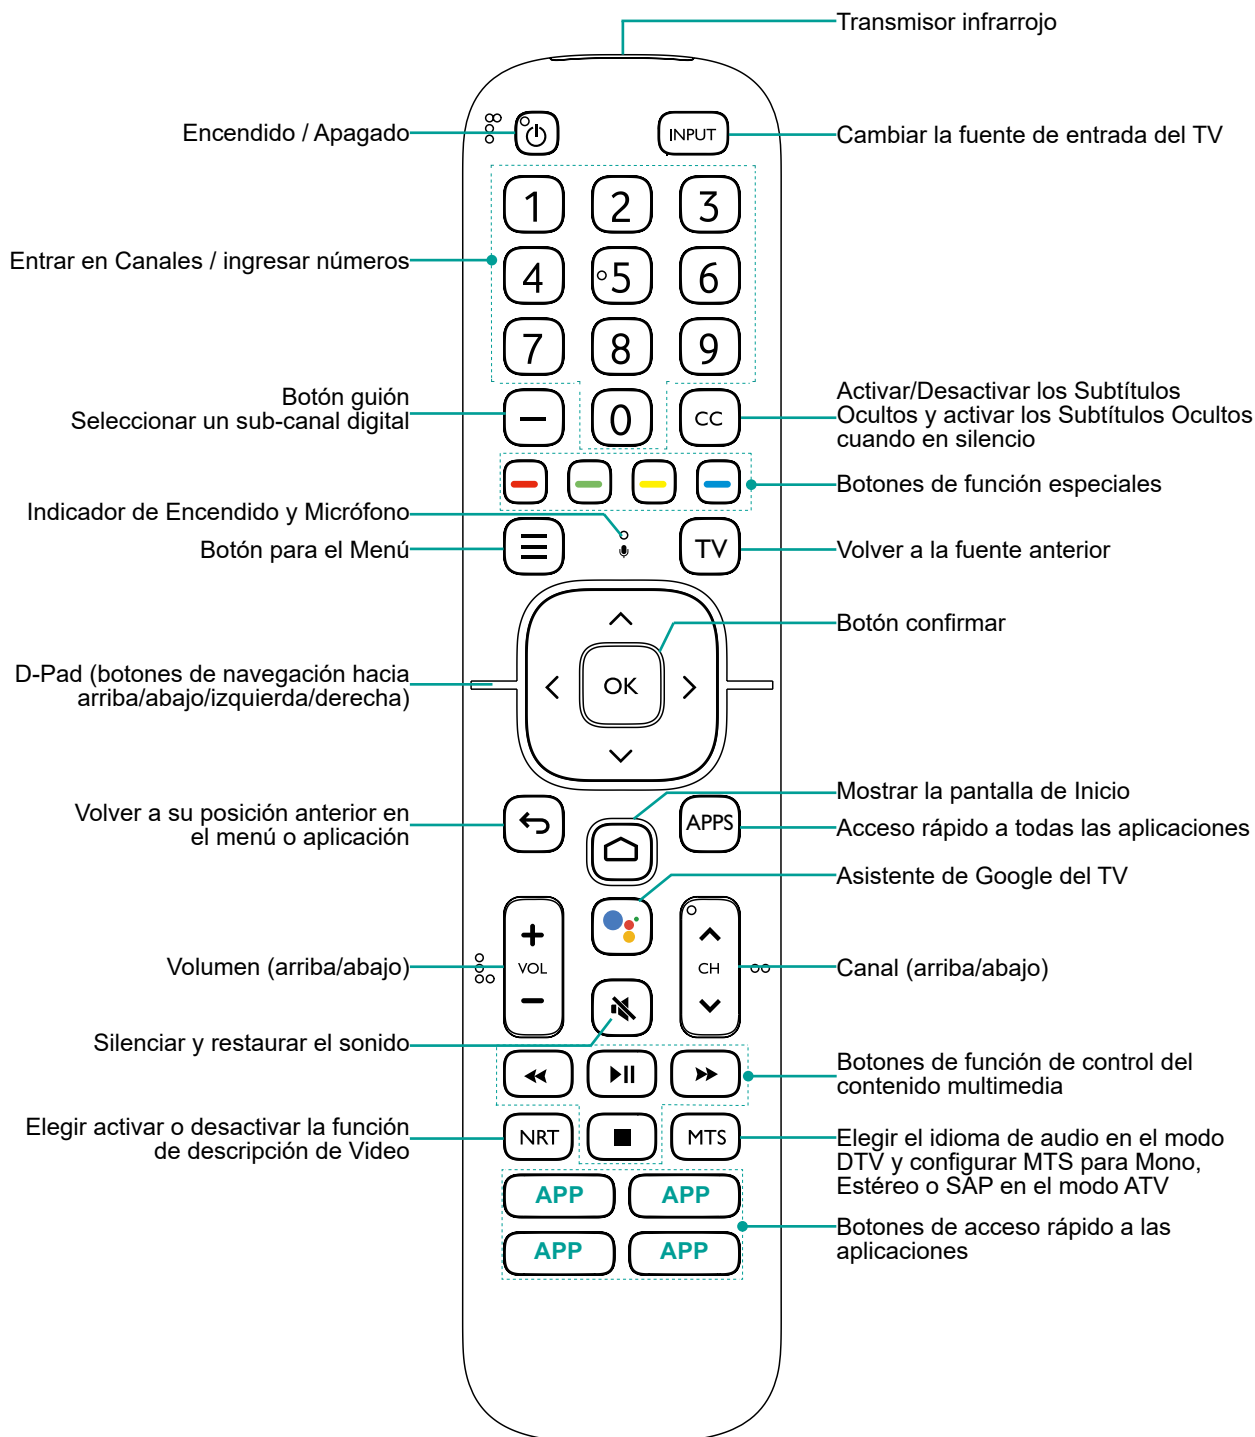 Transmisor infrarrojo
Encendido / Apagado
INPUT
Cambiar la fuente de entrada del TV
1 2 3
Entrar en Canales / ingresar números
4 5 6
7 8 9
Botón guión
Seleccionar un sub-canal digital
0
CC
Activar/Desactivar los Subtítulos
Ocultos y activar los Subtítulos Ocultos
cuando en silencio
Botones de función especiales
Indicador de Encendido y Micrófono
Botón para el Menú
TV
Volver a la fuente anterior
Botón confirmar
D-Pad (botones de navegación hacia
arriba/abajo/izquierda/derecha)
OK
Mostrar la pantalla de Inicio
Volver a su posición anterior en
el menú o aplicación
APPS
Acceso rápido a todas las aplicaciones
Asistente de Google del TV
Volumen (arriba/abajo)
VOL
CH
Canal (arriba/abajo)
Silenciar y restaurar el sonido
Botones de función de control del
contenido multimedia
Elegir activar o desactivar la función
de descripción de Video
NRT
MTS
Elegir el idioma de audio en el modo
DTV y configurar MTS para Mono,
Estéreo o SAP en el modo ATV
APP APP
APP APP
Botones de acceso rápido a las
aplicaciones